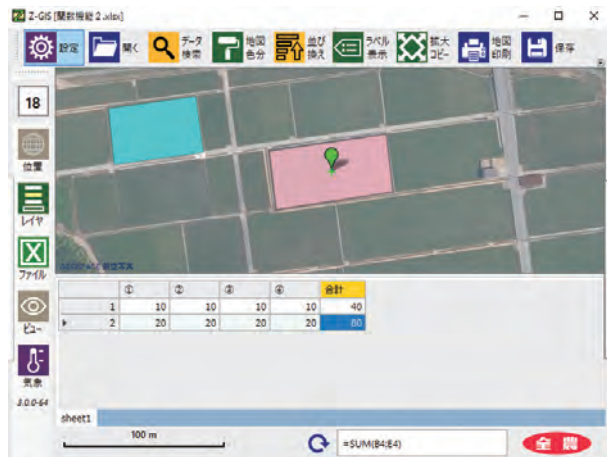 Z-GIS [関数機能２.xlsx]
設定 開く データ検索 地図色分 並び換え ラベル表示 拡大コピー 地図印刷 保存
18
位置
レイヤ
ファイル
ビュー
気象
3.0.0-64
① ② ③ ④ 合計
1 10 10 10 10 40
2 20 20 20 20 80
sheet1
100 m
=SUM(B4:E4)
全農